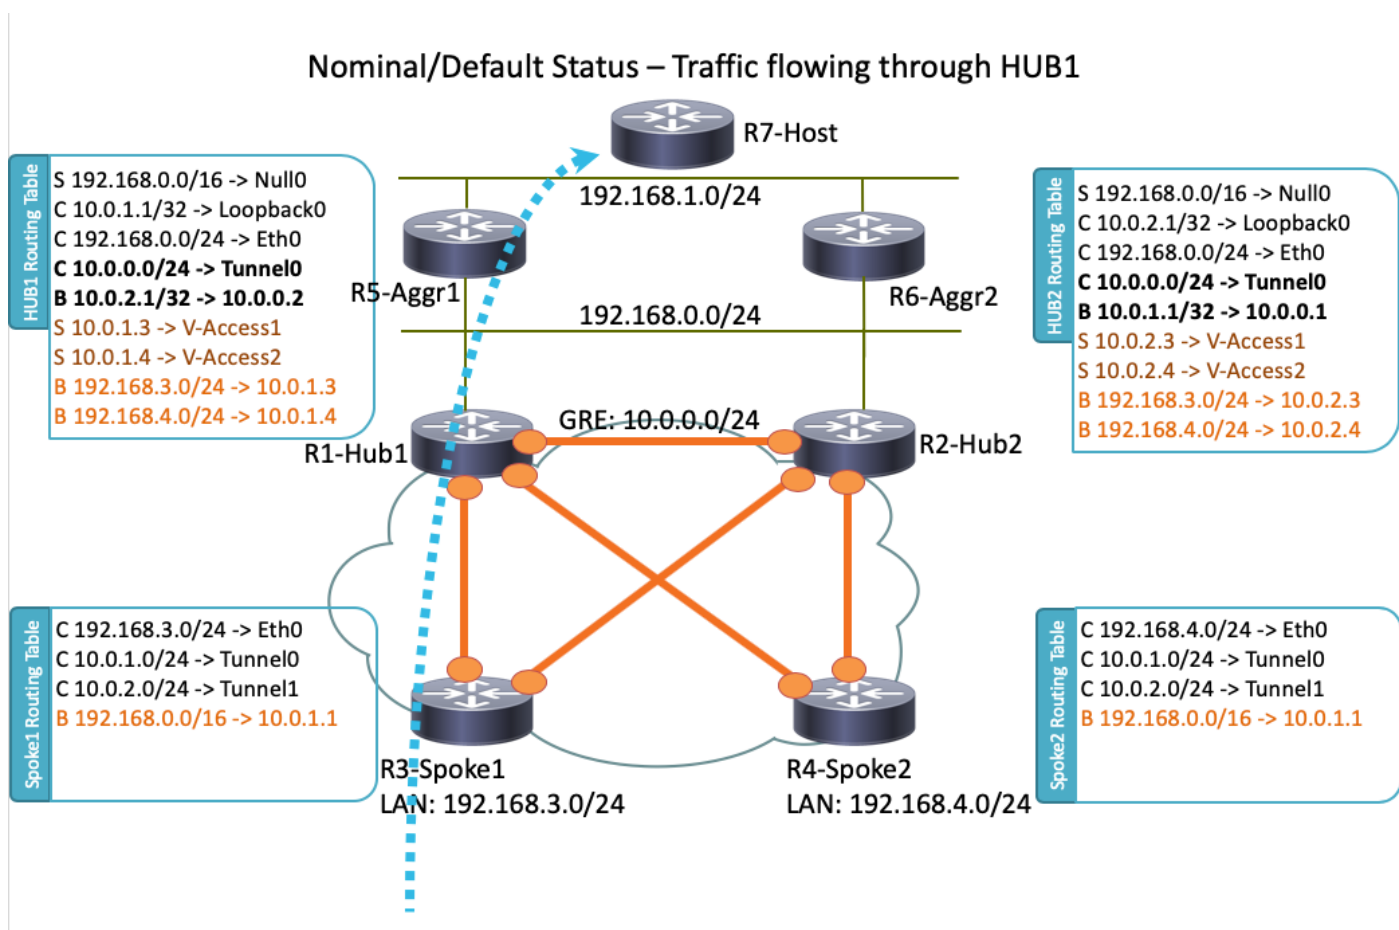 Nominal/Default Status – Traffic flowing through HUB1
R7-Host
HUB1 Routing Table
S 192.168.0.0/16 -> Null0
C 10.0.1.1/32 -> Loopback0
C 192.168.0.0/24 -> Eth0
C 10.0.0.0/24 -> Tunnel0
B 10.0.2.1/32 -> 10.0.0.2
S 10.0.1.3 -> V-Access1
S 10.0.1.4 -> V-Access2
B 192.168.3.0/24 -> 10.0.1.3
B 192.168.4.0/24 -> 10.0.1.4
192.168.1.0/24
R5-Aggr1
R6-Aggr2
192.168.0.0/24
HUB2 Routing Table
S 192.168.0.0/16 -> Null0
C 10.0.2.1/32 -> Loopback0
C 192.168.0.0/24 -> Eth0
C 10.0.0.0/24 -> Tunnel0
B 10.0.1.1/32 -> 10.0.0.1
S 10.0.2.3 -> V-Access1
S 10.0.2.4 -> V-Access2
B 192.168.3.0/24 -> 10.0.2.3
B 192.168.4.0/24 -> 10.0.2.4
GRE: 10.0.0.0/24
R1-Hub1
R2-Hub2
Spoke1 Routing Table
C 192.168.3.0/24 -> Eth0
C 10.0.1.0/24 -> Tunnel0
C 10.0.2.0/24 -> Tunnel1
B 192.168.0.0/16 -> 10.0.1.1
R3-Spoke1
LAN: 192.168.3.0/24
R4-Spoke2
LAN: 192.168.4.0/24
Spoke2 Routing Table
C 192.168.4.0/24 -> Eth0
C 10.0.1.0/24 -> Tunnel0
C 10.0.2.0/24 -> Tunnel1
B 192.168.0.0/16 -> 10.0.1.1